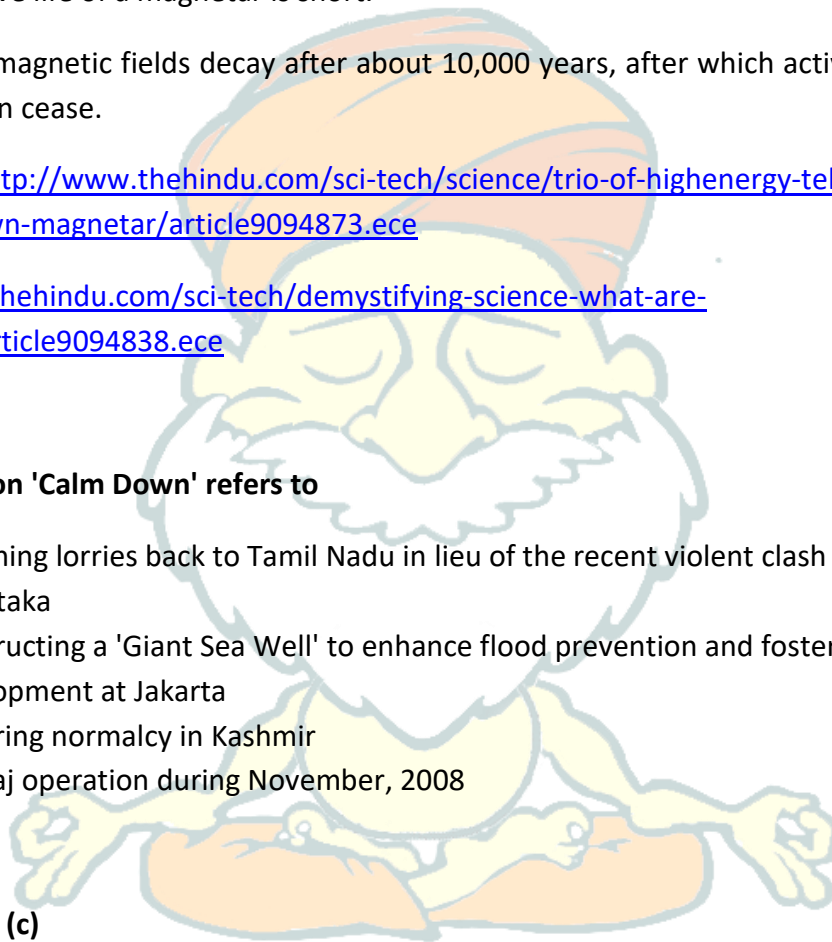 magnetic fields decay after about 10,000 years, after which
n cease.
tp://www.thehindu.com/sci-tech/science/trio-of-highenergy-tel
n-magnetar/article9094873.ece
hehindu.com/sci-tech/demystifying-science-what-are-
rticle9094838.ece
on 'Calm Down' refers to
ning lorries back to Tamil Nadu in lieu of the recent violent clash
taka
ructing a 'Giant Sea Well' to enhance flood prevention and foster
opment at Jakarta
ring normalcy in Kashmir
aj operation during November, 2008
(c)